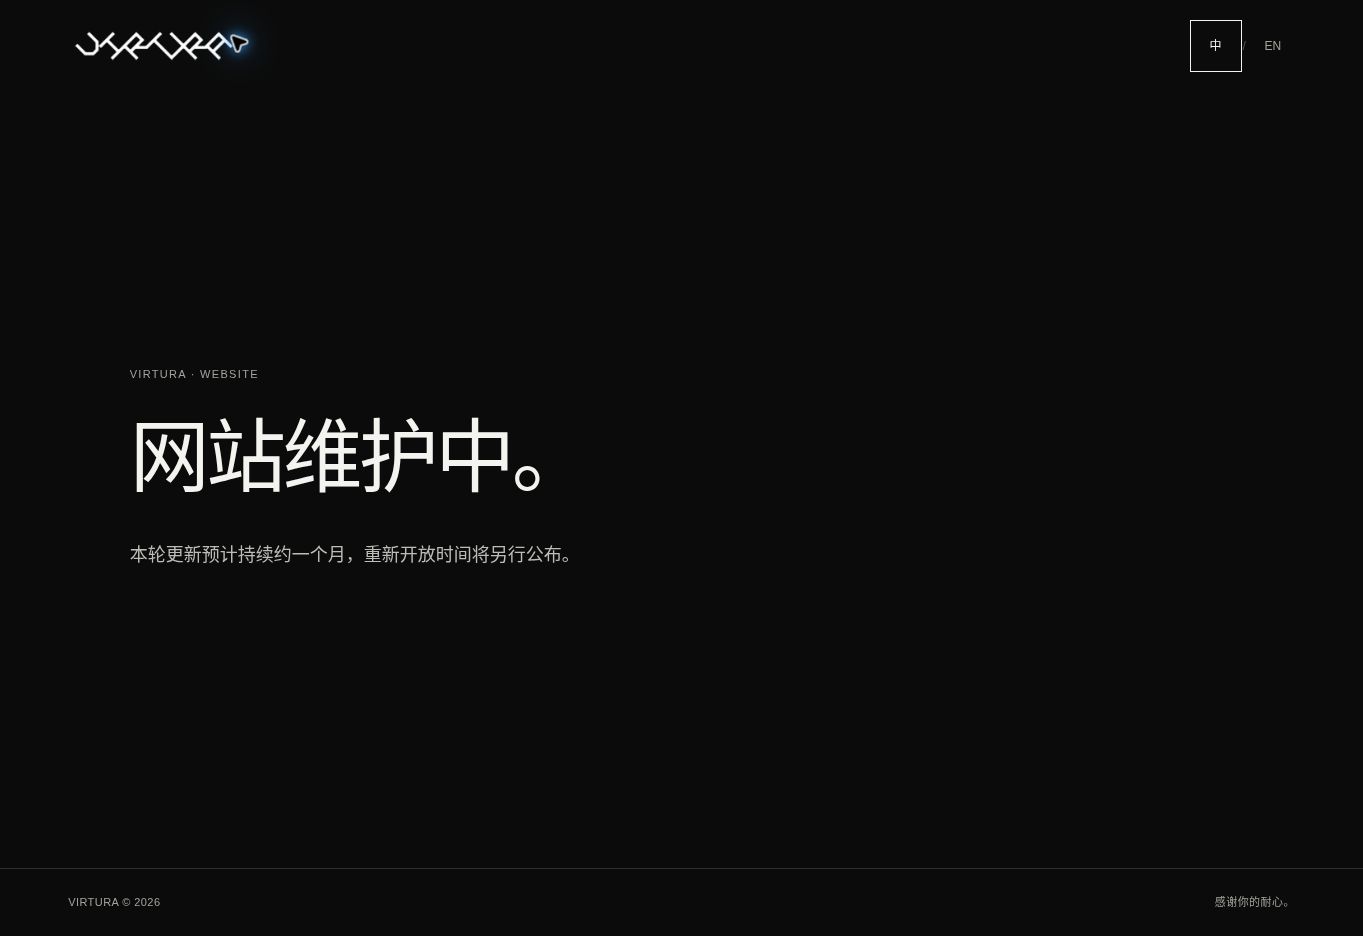 中 / EN
VIRTURA · WEBSITE
网站维护中。
本轮更新预计持续约一个月，重新开放时间将另行公布。
VIRTURA © 2026
感谢你的耐心。